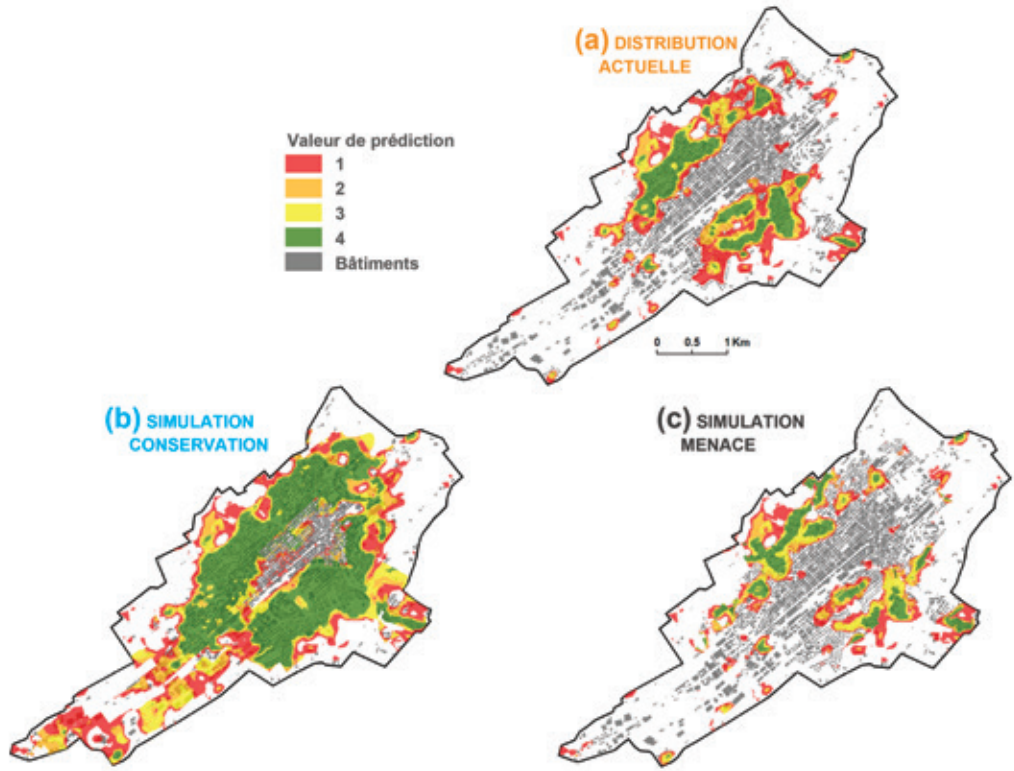 (a) DISTRIBUTION
ACTUELLE
Valeur de prédiction
1
2
3
4
Bâtiments
0 0.5 1 Km
(b) SIMULATION
CONSERVATION
(c) SIMULATION
MENACE